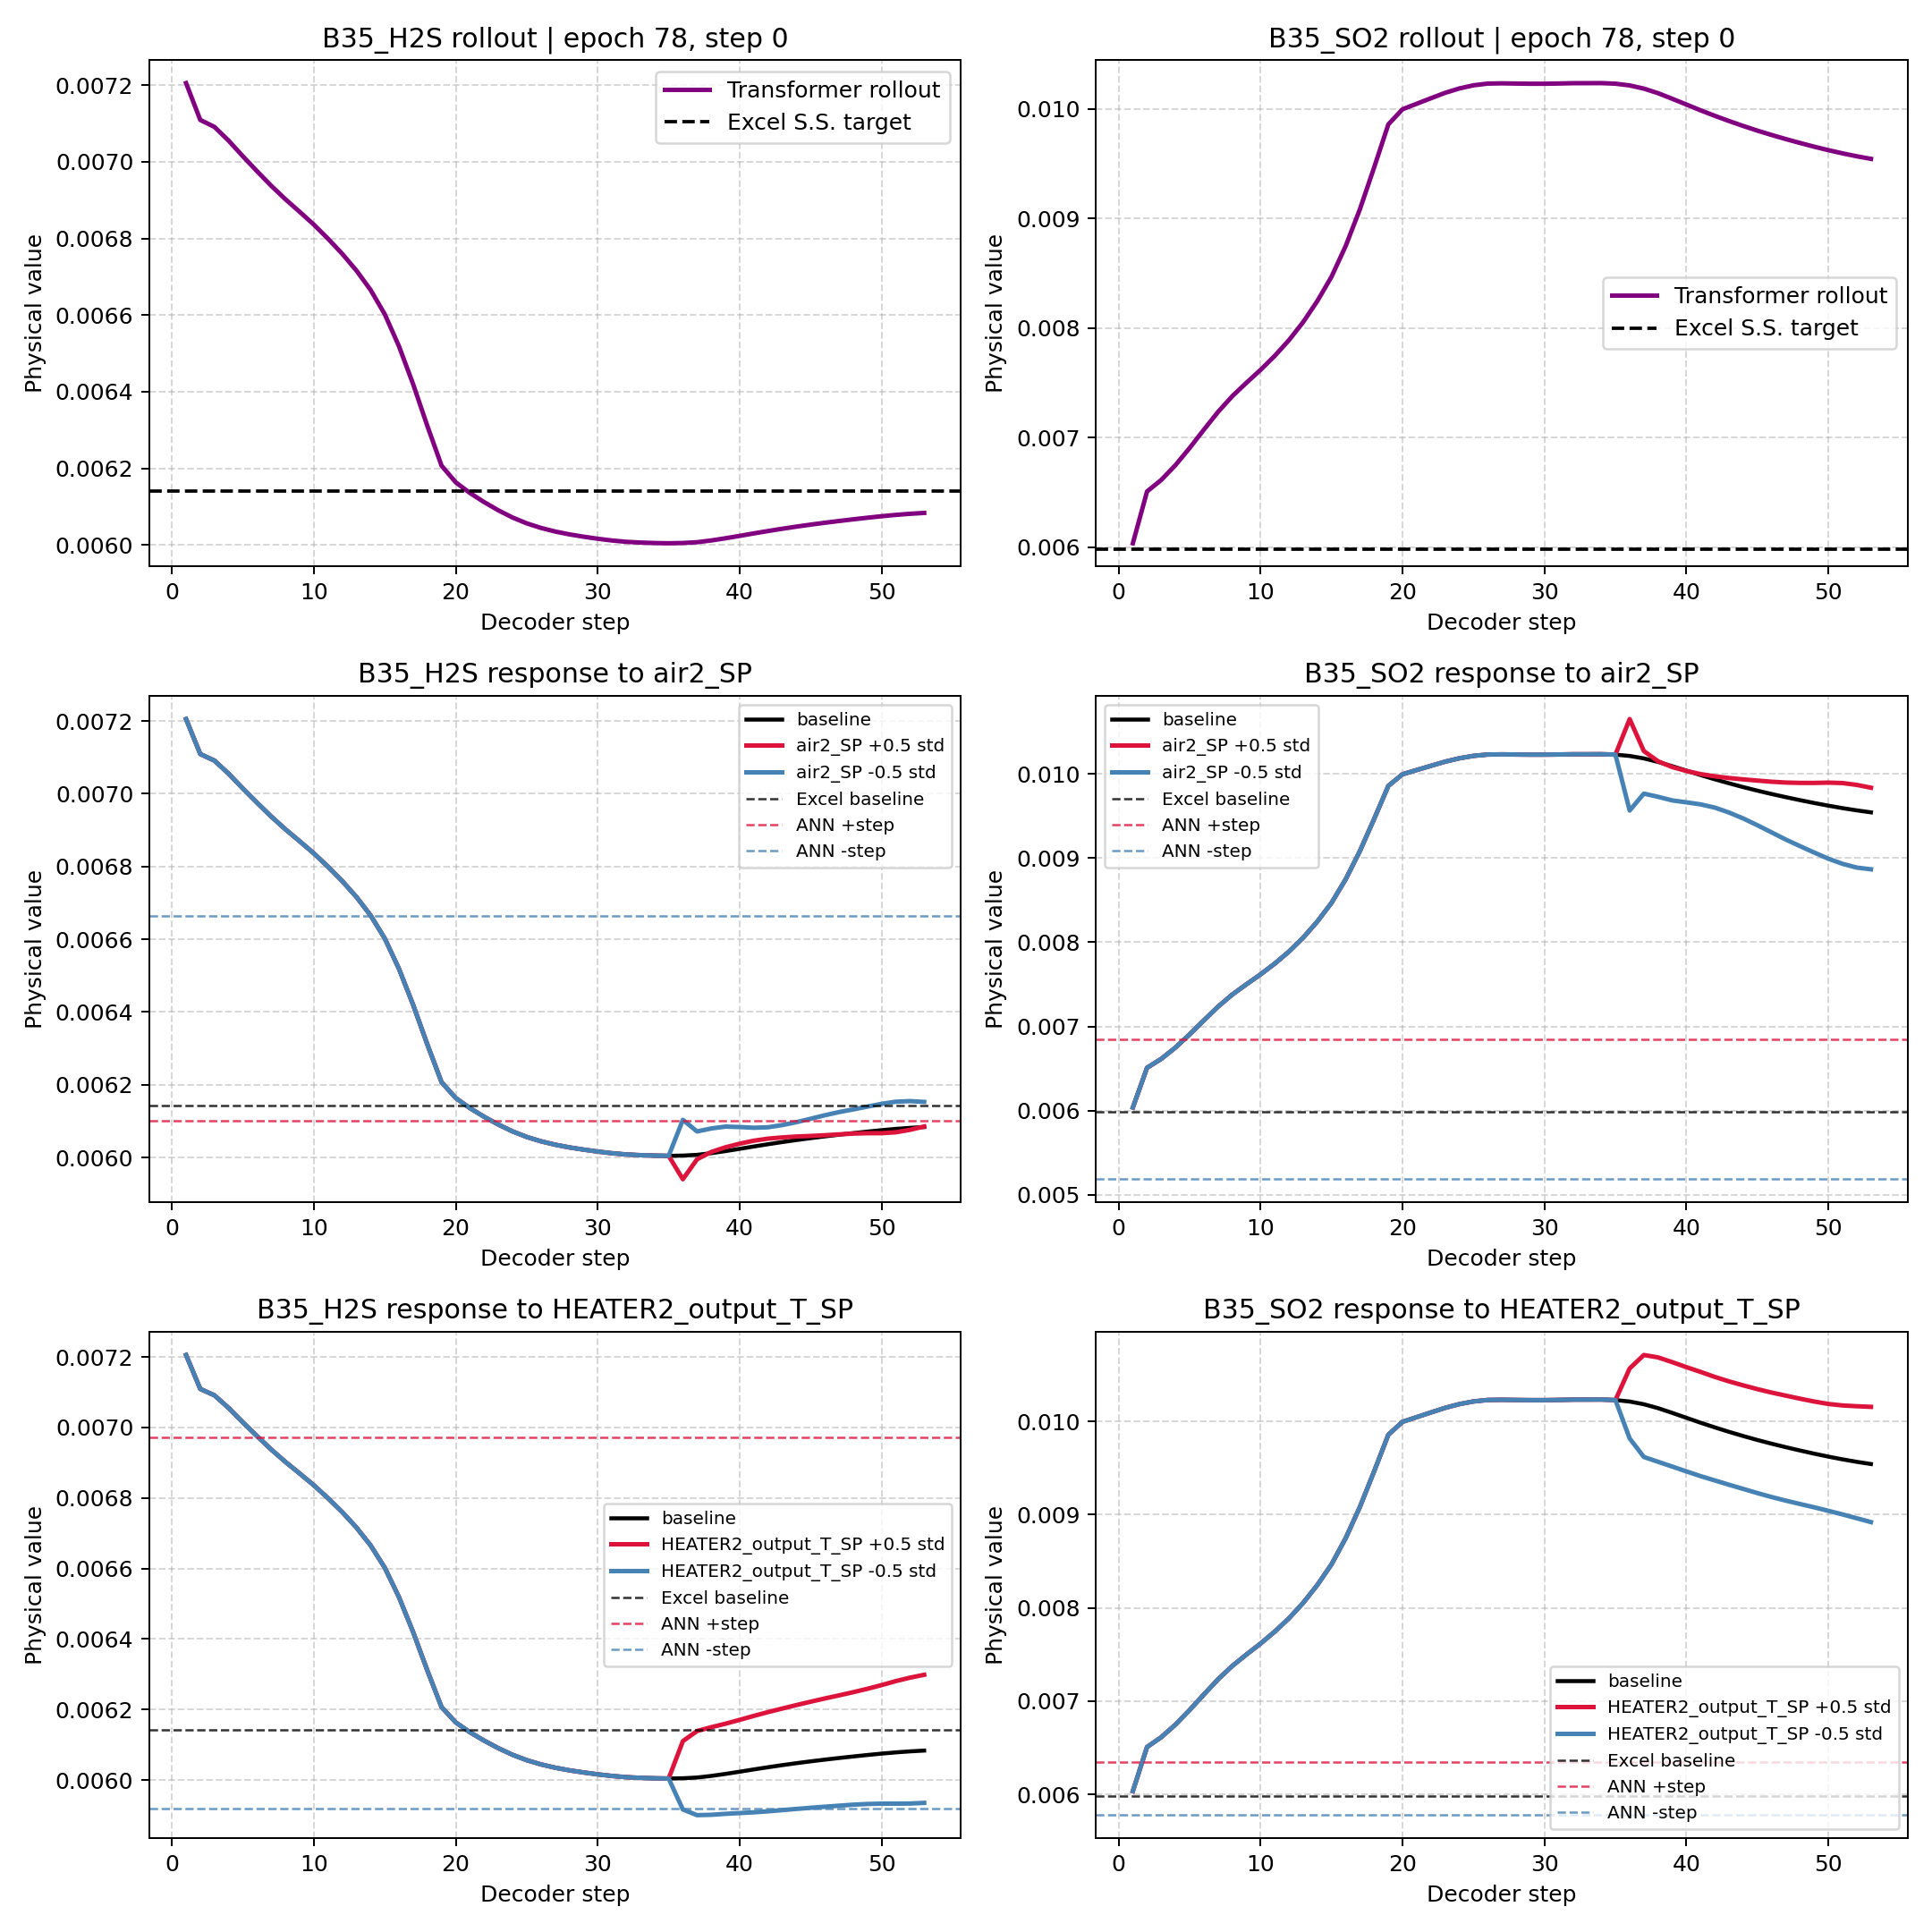 B35_H2S rollout | epoch 78, step 0
Physical value
0.0072
0.0070
0.0068
0.0066
0.0064
0.0062
0.0060
Transformer rollout
Excel S.S. target
0 10 20 30 40 50
Decoder step
B35_SO2 rollout | epoch 78, step 0
Physical value
0.010
0.009
0.008
0.007
0.006
Transformer rollout
Excel S.S. target
0 10 20 30 40 50
Decoder step
B35_H2S response to air2_SP
Physical value
0.0072
0.0070
0.0068
0.0066
0.0064
0.0062
0.0060
baseline
air2_SP +0.5 std
air2_SP -0.5 std
Excel baseline
ANN +step
ANN -step
0 10 20 30 40 50
Decoder step
B35_SO2 response to air2_SP
Physical value
0.010
0.009
0.008
0.007
0.006
0.005
baseline
air2_SP +0.5 std
air2_SP -0.5 std
Excel baseline
ANN +step
ANN -step
0 10 20 30 40 50
Decoder step
B35_H2S response to HEATER2_output_T_SP
Physical value
0.0072
0.0070
0.0068
0.0066
0.0064
0.0062
0.0060
baseline
HEATER2_output_T_SP +0.5 std
HEATER2_output_T_SP -0.5 std
Excel baseline
ANN +step
ANN -step
0 10 20 30 40 50
Decoder step
B35_SO2 response to HEATER2_output_T_SP
Physical value
0.010
0.009
0.008
0.007
0.006
baseline
HEATER2_output_T_SP +0.5 std
HEATER2_output_T_SP -0.5 std
Excel baseline
ANN +step
ANN -step
0 10 20 30 40 50
Decoder step